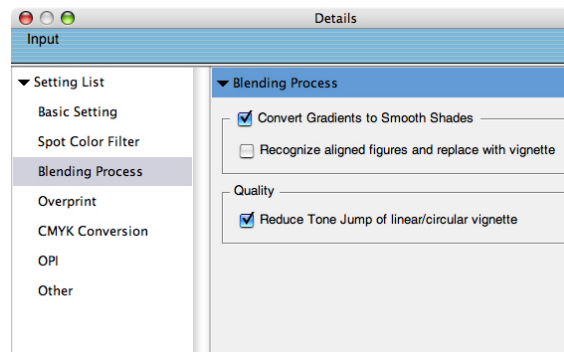 Details
Input
Setting List
Basic Setting
Spot Color Filter
Blending Process
Overprint
CMYK Conversion
OPI
Other
Blending Process
Convert Gradients to Smooth Shades
Recognize aligned figures and replace with vignette
Quality
Reduce Tone Jump of linear/circular vignette